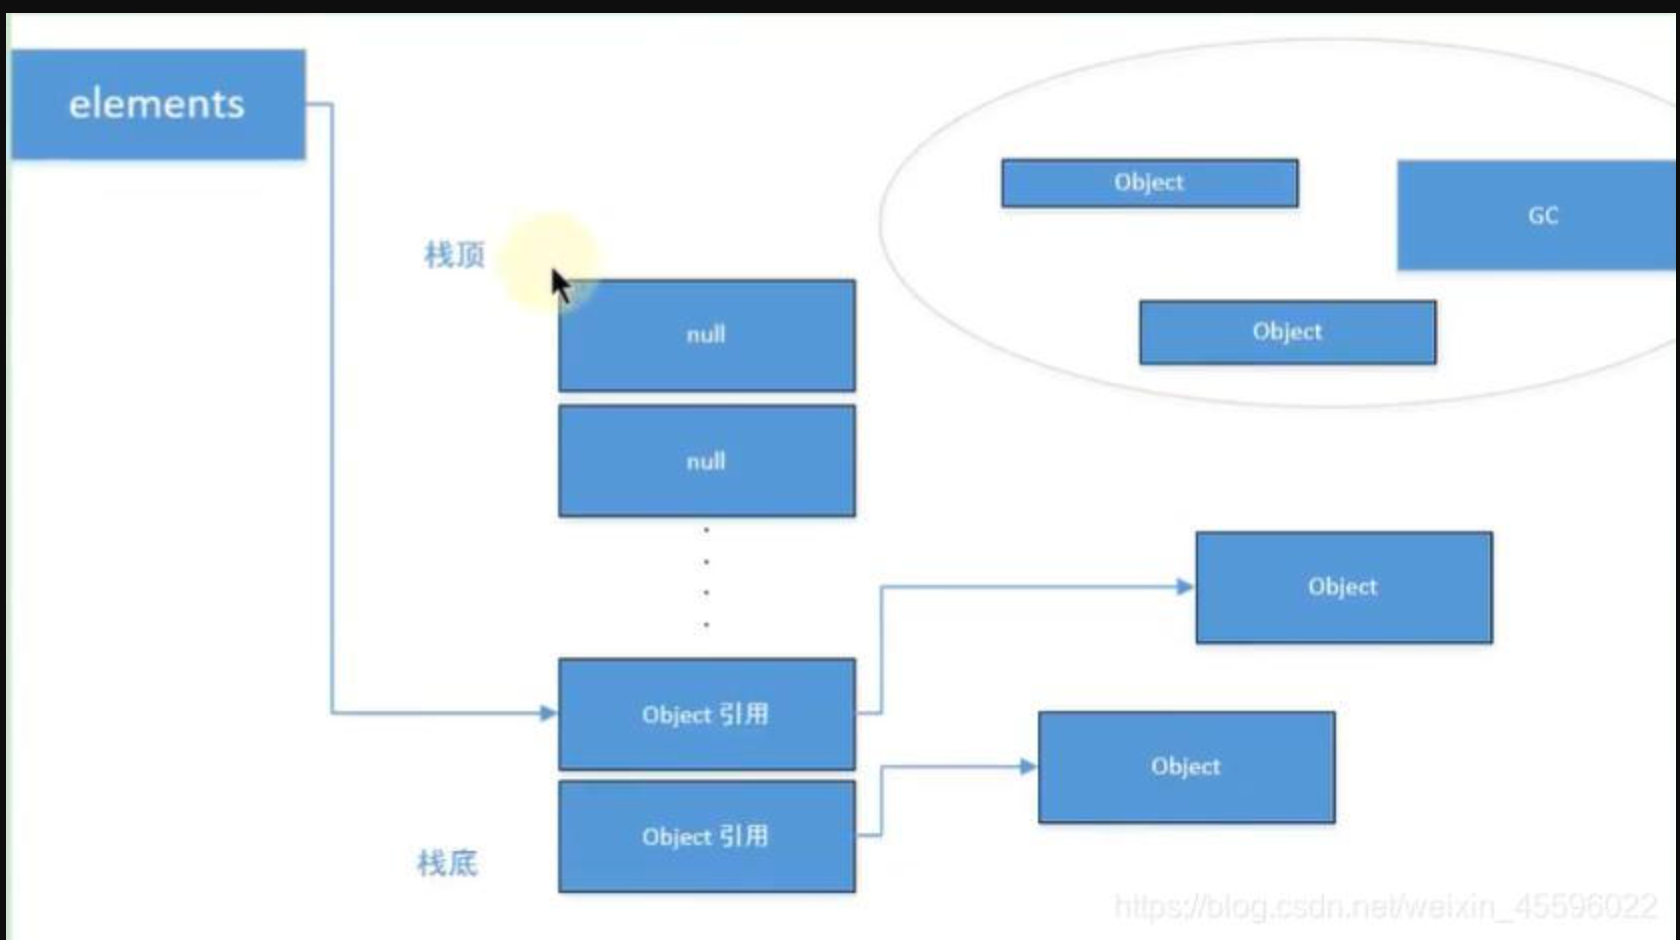 elements
Object
GC
栈顶
Object
null
null
Object
Object 引用
Object
Object 引用
栈底
https://blog.csdn.net/weixin_45596022